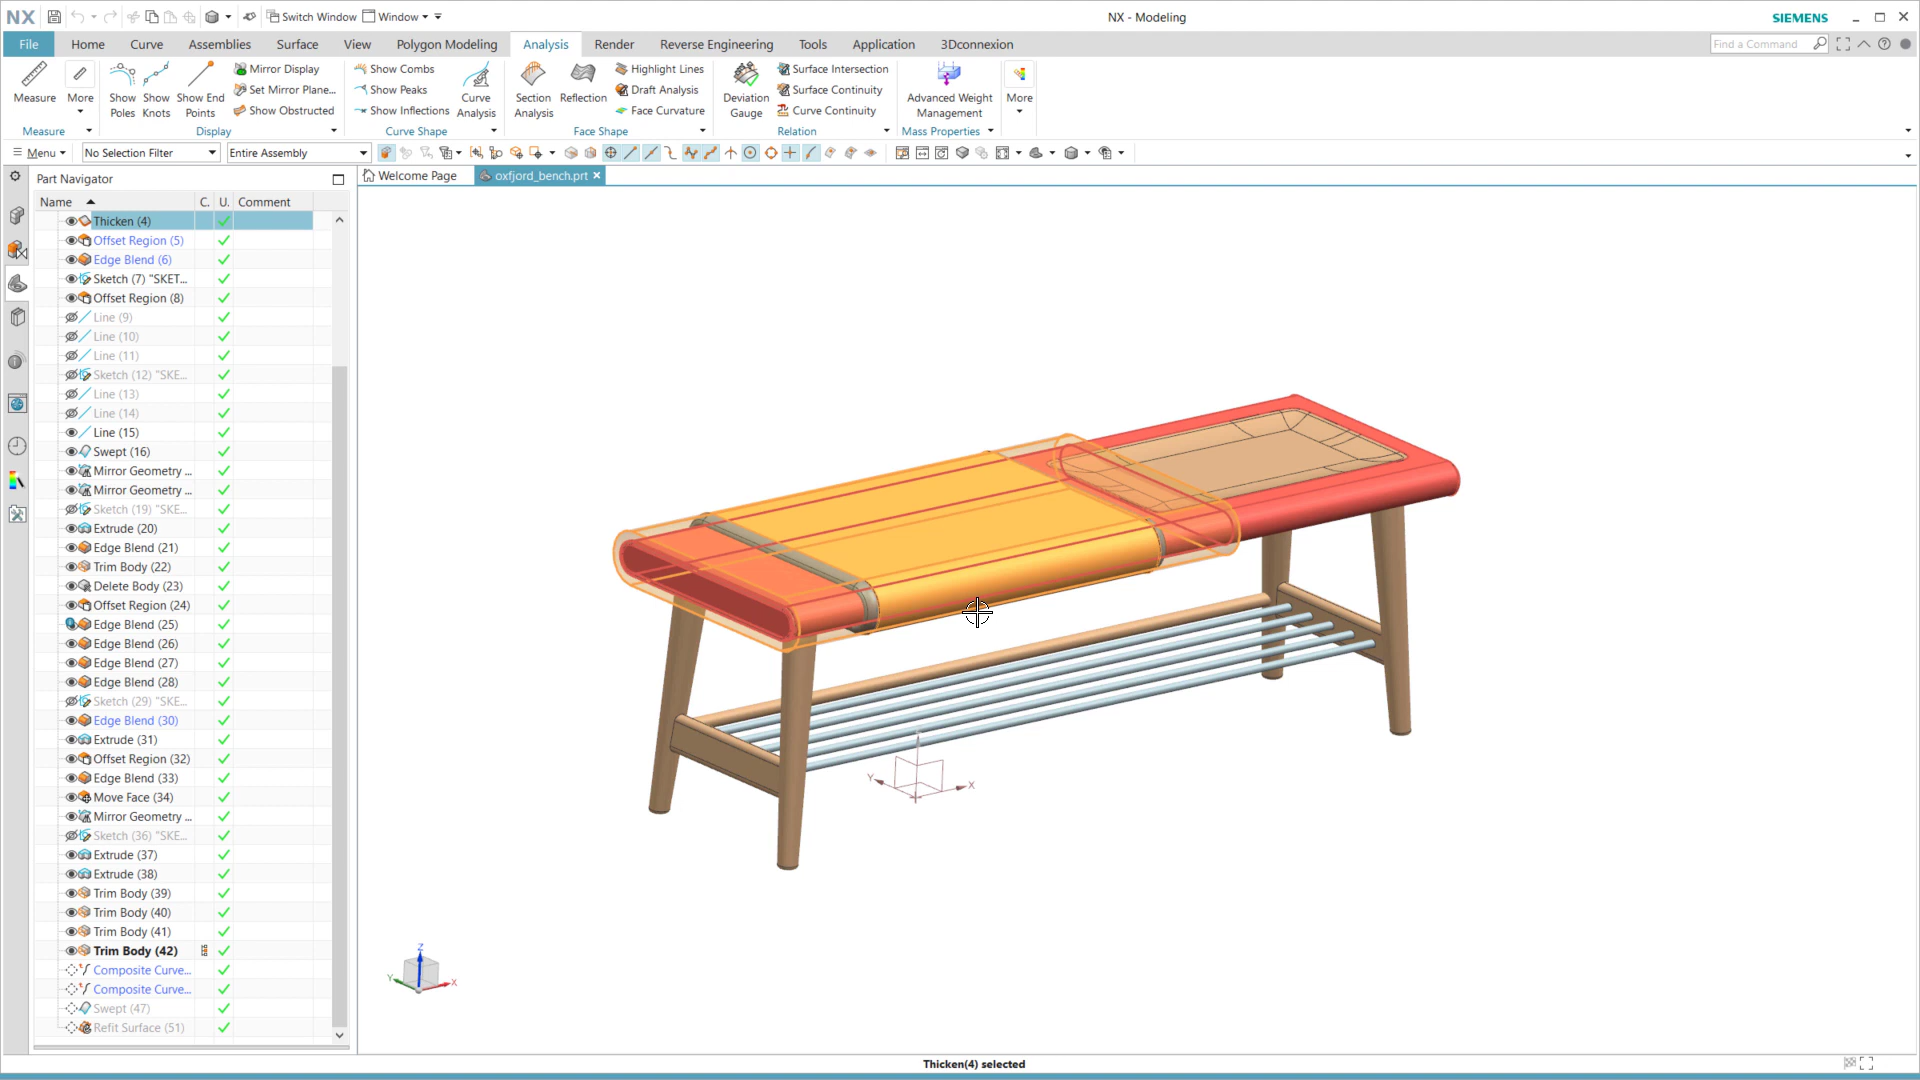 NX
Switch Window
Window
NX - Modeling
SIEMENS
File
Home
Curve
Assemblies
Surface
View
Polygon Modeling
Analysis
Render
Reverse Engineering
Tools
Application
3Dconnexion
Find a Command
Measure
More
Show Poles
Show Knots
Show End Points
Mirror Display
Set Mirror Plane...
Show Obstructed
Show Combs
Show Peaks
Show Inflections
Curve Analysis
Section Analysis
Reflection
Highlight Lines
Draft Analysis
Face Curvature
Deviation Gauge
Surface Intersection
Surface Continuity
Curve Continuity
Advanced Weight Management
More
Measure
Display
Curve Shape
Face Shape
Relation
Mass Properties
Menu
No Selection Filter
Entire Assembly
Part Navigator
Welcome Page
oxfjord_bench.prt
Name
C.
U.
Comment
Thicken (4)
Offset Region (5)
Edge Blend (6)
Sketch (7) "SKET...
Offset Region (8)
Line (9)
Line (10)
Line (11)
Sketch (12) "SKE...
Line (13)
Line (14)
Line (15)
Swept (16)
Mirror Geometry ...
Mirror Geometry ...
Sketch (19) "SKE...
Extrude (20)
Edge Blend (21)
Trim Body (22)
Delete Body (23)
Offset Region (24)
Edge Blend (25)
Edge Blend (26)
Edge Blend (27)
Edge Blend (28)
Sketch (29) "SKE...
Edge Blend (30)
Extrude (31)
Offset Region (32)
Edge Blend (33)
Move Face (34)
Mirror Geometry ...
Sketch (36) "SKE...
Extrude (37)
Extrude (38)
Trim Body (39)
Trim Body (40)
Trim Body (41)
Trim Body (42)
Composite Curve...
Composite Curve...
Swept (47)
Refit Surface (51)
Y
X
Z
Y
X
Thicken(4) selected